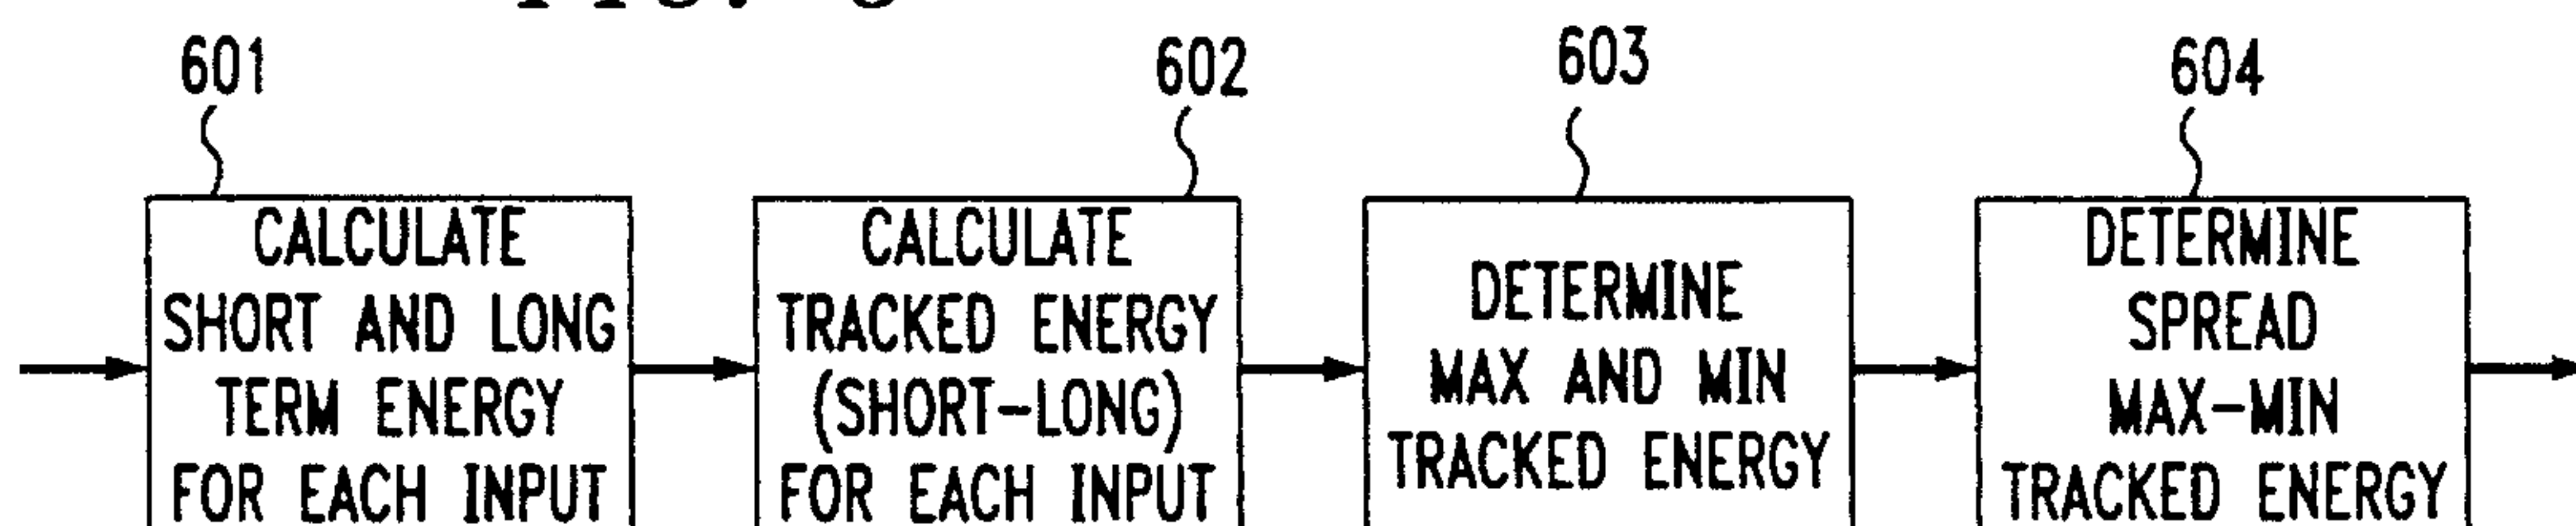 601
602
603
604
CALCULATE
SHORT AND LONG
TERM ENERGY
FOR EACH INPUT
CALCULATE
TRACKED ENERGY
(SHORT-LONG)
FOR EACH INPUT
DETERMINE
MAX AND MIN
TRACKED ENERGY
DETERMINE
SPREAD
MAX-MIN
TRACKED ENERGY